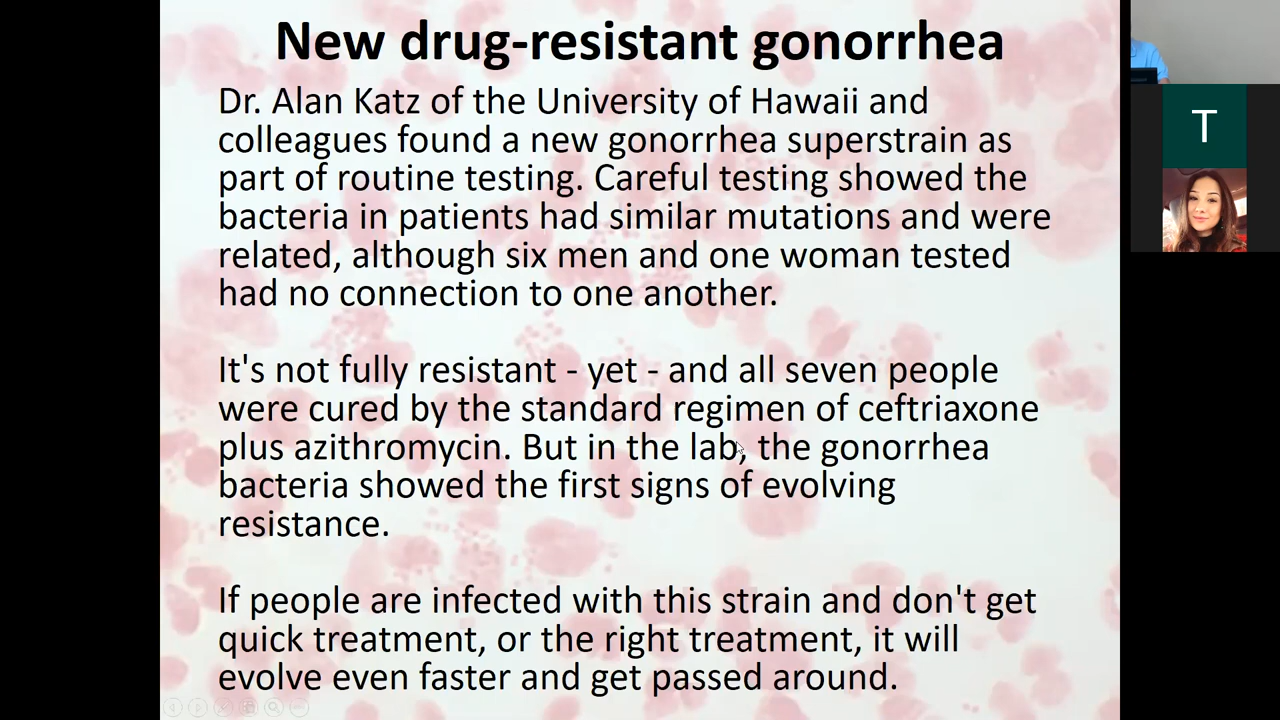 New drug-resistant gonorrhea
Dr. Alan Katz of the University of Hawaii and
colleagues found a new gonorrhea superstrain as
part of routine testing. Careful testing showed the
bacteria in patients had similar mutations and were
related, although six men and one woman tested
had no connection to one another.
It's not fully resistant - yet - and all seven people
were cured by the standard regimen of ceftriaxone
plus azithromycin. But in the lab, the gonorrhea
bacteria showed the first signs of evolving
resistance.
If people are infected with this strain and don't get
quick treatment, or the right treatment, it will
evolve even faster and get passed around.
T